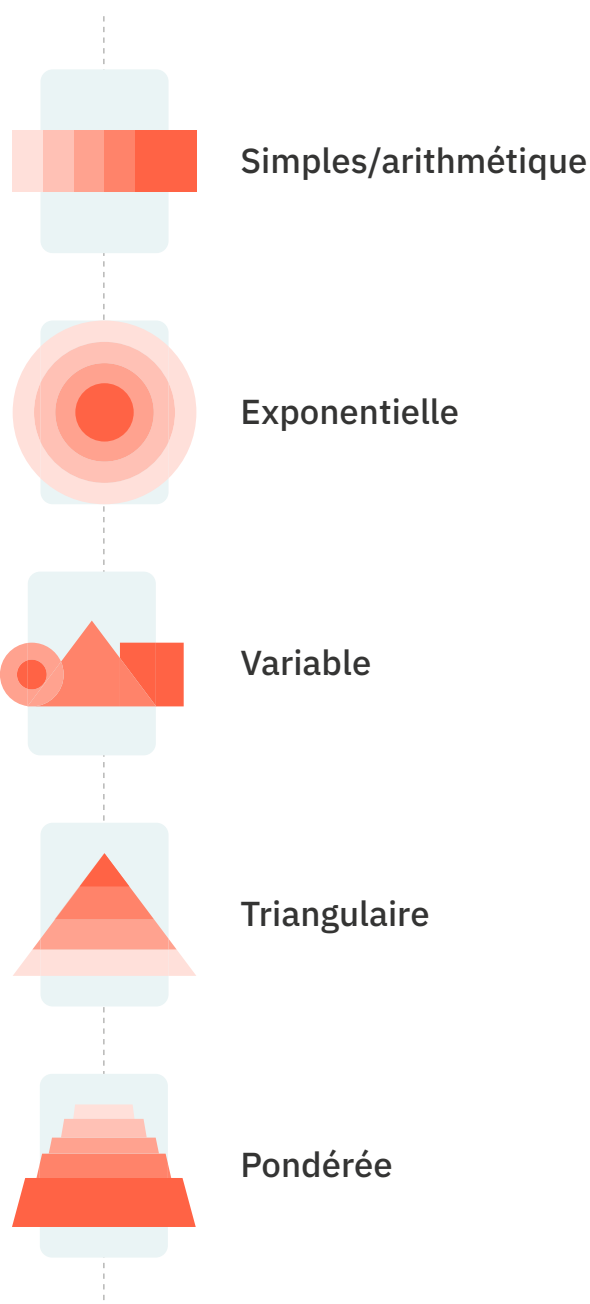 Simples/arithmétique
Exponentielle
Variable
Triangulaire
Pondérée